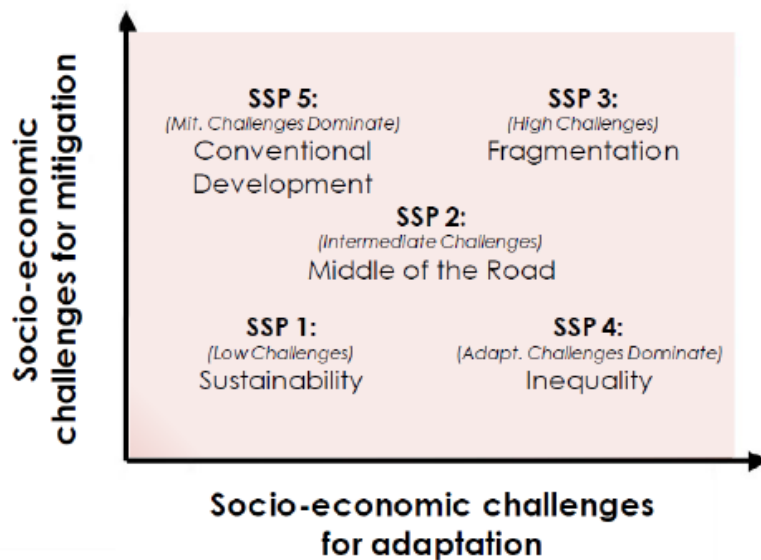 Socio-economic
challenges for mitigation
SSP 5:
(Mit. Challenges Dominate)
Conventional
Development
SSP 3:
(High Challenges)
Fragmentation
SSP 2:
(Intermediate Challenges)
Middle of the Road
SSP 1:
(Low Challenges)
Sustainability
SSP 4:
(Adapt. Challenges Dominate)
Inequality
Socio-economic challenges
for adaptation